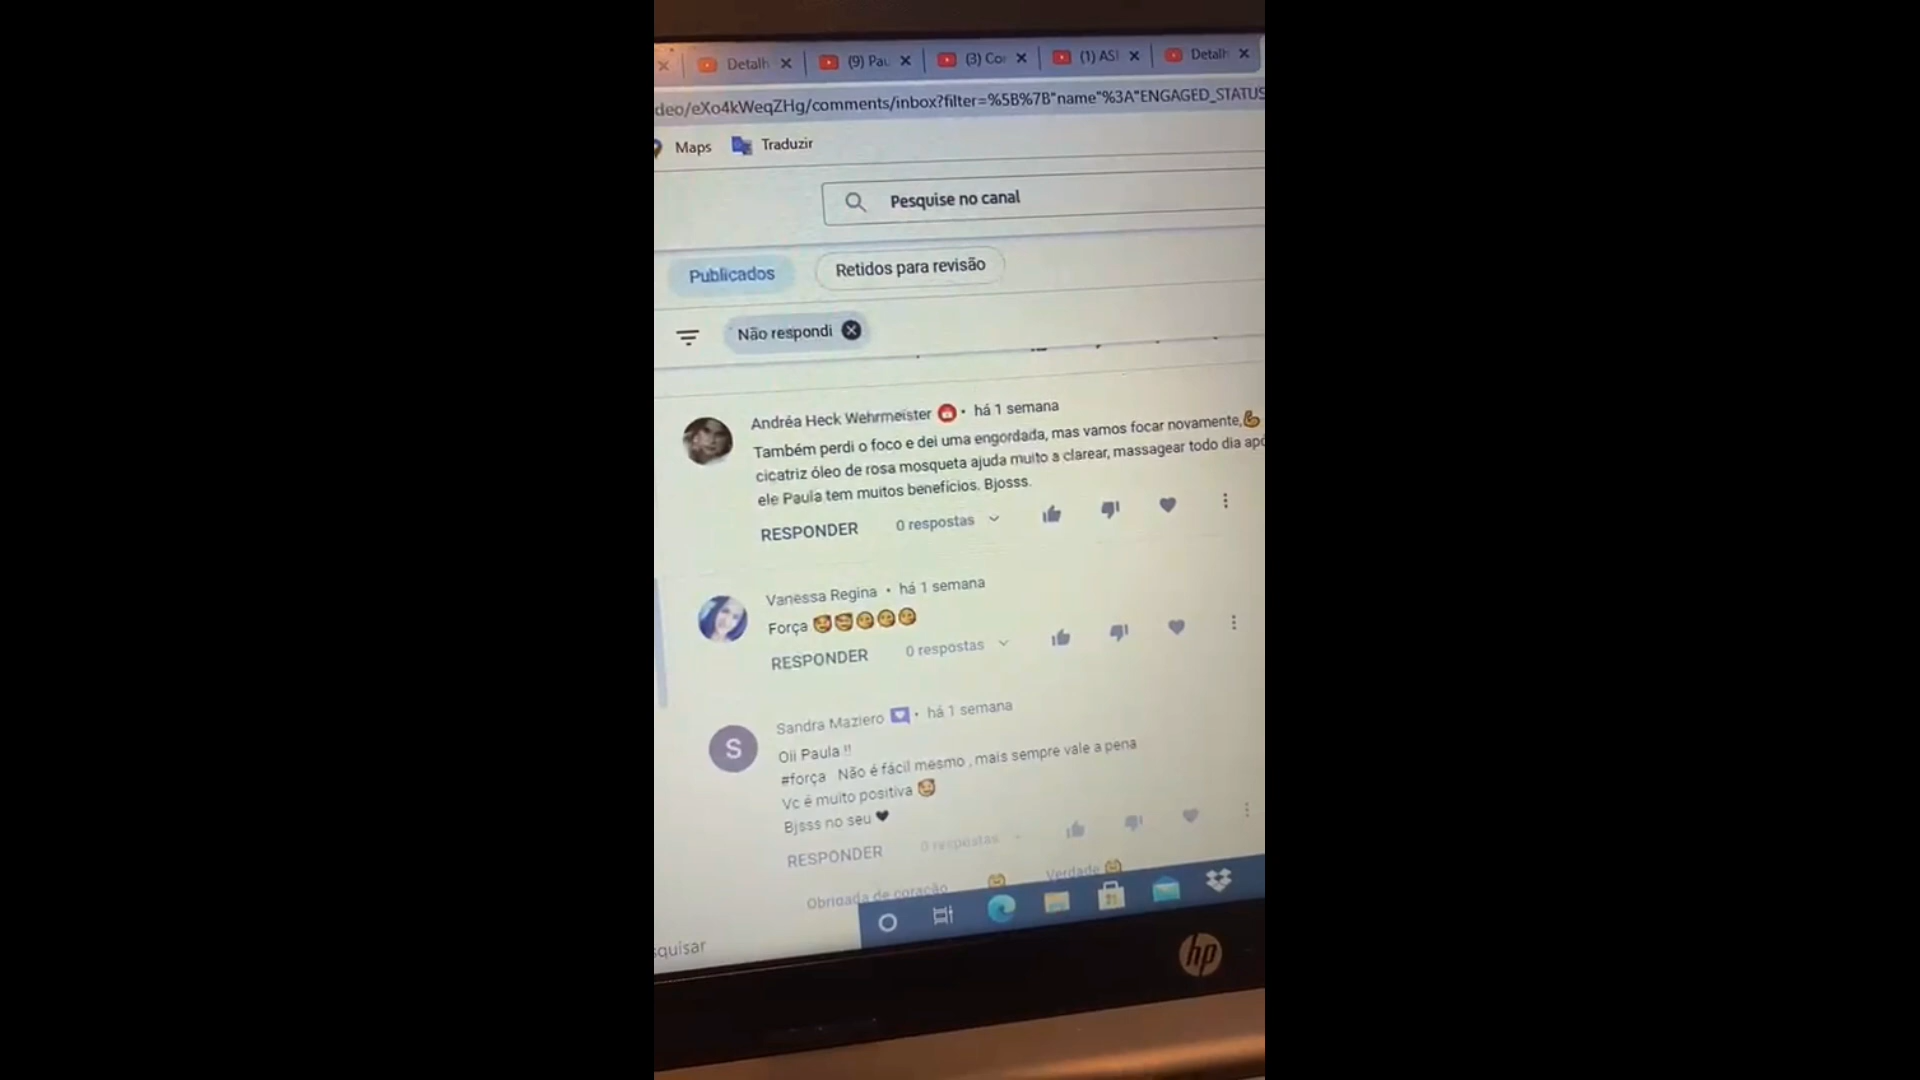 Detalh
(9) Pau
(3) Cor
(1) AS
Detalh
deo/eXo4kWeqZHg/comments/inbox?filter=%5B%7B"name"%3A"ENGAGED_STATUS
Maps
Traduzir
Pesquise no canal
Publicados
Retidos para revisão
Não respondi
Andréa Heck Wehrmeister • há 1 semana
Também perdi o foco e dei uma engordada, mas vamos focar novamente,💪
cicatriz óleo de rosa mosqueta ajuda muito a clarear, massagear todo dia apó
ele Paula tem muitos benefícios. Bjosss.
RESPONDER 0 respostas
Vanessa Regina • há 1 semana
Força 🥰🥰😘😘😘
RESPONDER 0 respostas
S
Sandra Maziero • há 1 semana
Oii Paula !!
#força Não é fácil mesmo , mais sempre vale a pena
Vc é muito positiva 🥰
Bjsss no seu 🖤
RESPONDER 0 respostas
Obrigada de coração
Verdade
squisar
hp